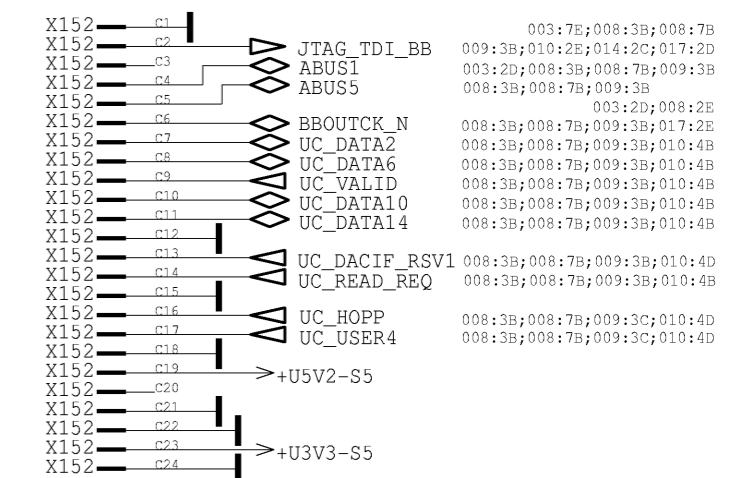 X152 C1 003:7E;008:3B;008:7B
X152 C2 JTAG_TDI_BB 009:3B;010:2E;014:2C;017:2D
X152 C3
X152 C4 ABUS1 003:2D;008:3B;008:7B;009:3B
X152 C5 ABUS5 008:3B;008:7B;009:3B
003:2D;008:2E
X152 C6 BBOUTCK_N 008:3B;008:7B;009:3B;017:2E
X152 C7 UC_DATA2 008:3B;008:7B;009:3B;010:4B
X152 C8 UC_DATA6 008:3B;008:7B;009:3B;010:4B
X152 C9 UC_VALID 008:3B;008:7B;009:3B;010:4B
X152 C10 UC_DATA10 008:3B;008:7B;009:3B;010:4B
X152 C11 UC_DATA14 008:3B;008:7B;009:3B;010:4B
X152 C12
X152 C13 UC_DACIF_RSV1 008:3B;008:7B;009:3B;010:4D
X152 C14 UC_READ_REQ 008:3B;008:7B;009:3B;010:4B
X152 C15
X152 C16 UC_HOPP 008:3B;008:7B;009:3C;010:4D
X152 C17 UC_USER4 008:3B;008:7B;009:3C;010:4D
X152 C18
X152 C19 +U5V2-S5
X152 C20
X152 C21
X152 C22
X152 C23 +U3V3-S5
X152 C24